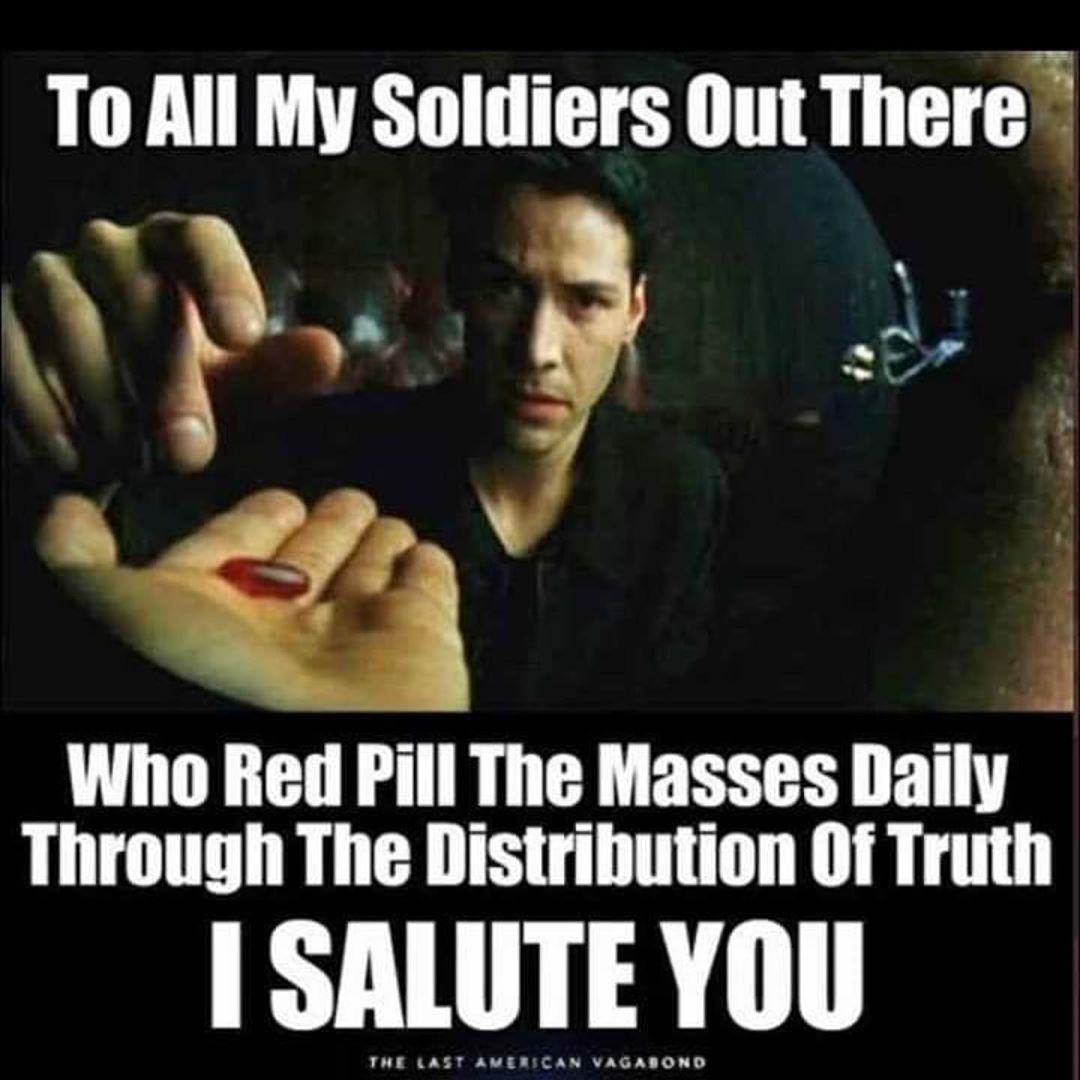 To All My Soldiers Out There
Who Red Pill The Masses Daily
Through The Distribution Of Truth
I SALUTE YOU
THE LAST AMERICAN VAGABOND